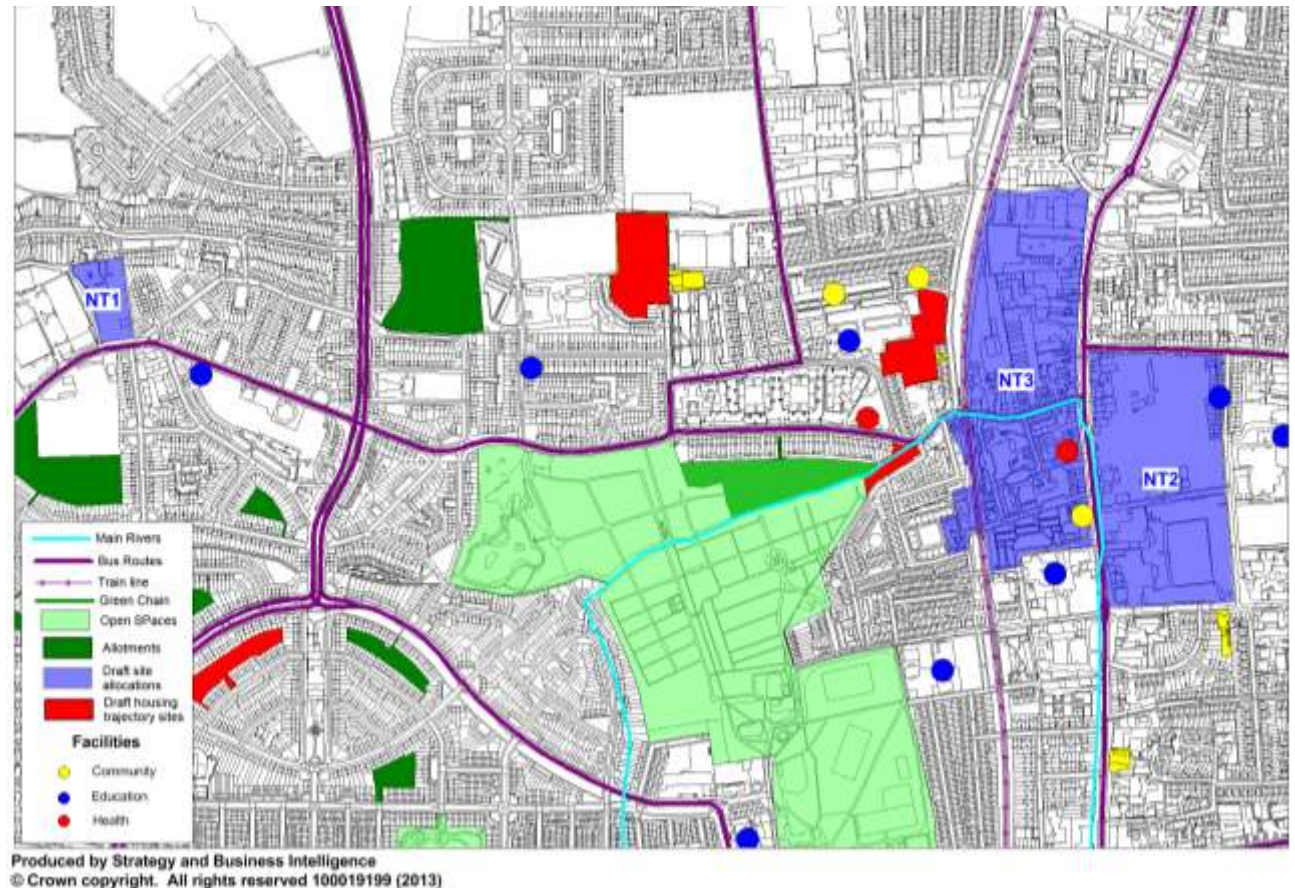 NT1
NT3
NT2
Main Rivers
Bus Routes
Train line
Green Chain
Open SPaces
Allotments
Draft site
allocations
Draft housing
trajectory sites
Facilities
Community
Education
Health
Produced by Strategy and Business Intelligence
© Crown copyright. All rights reserved 100019199 (2013)